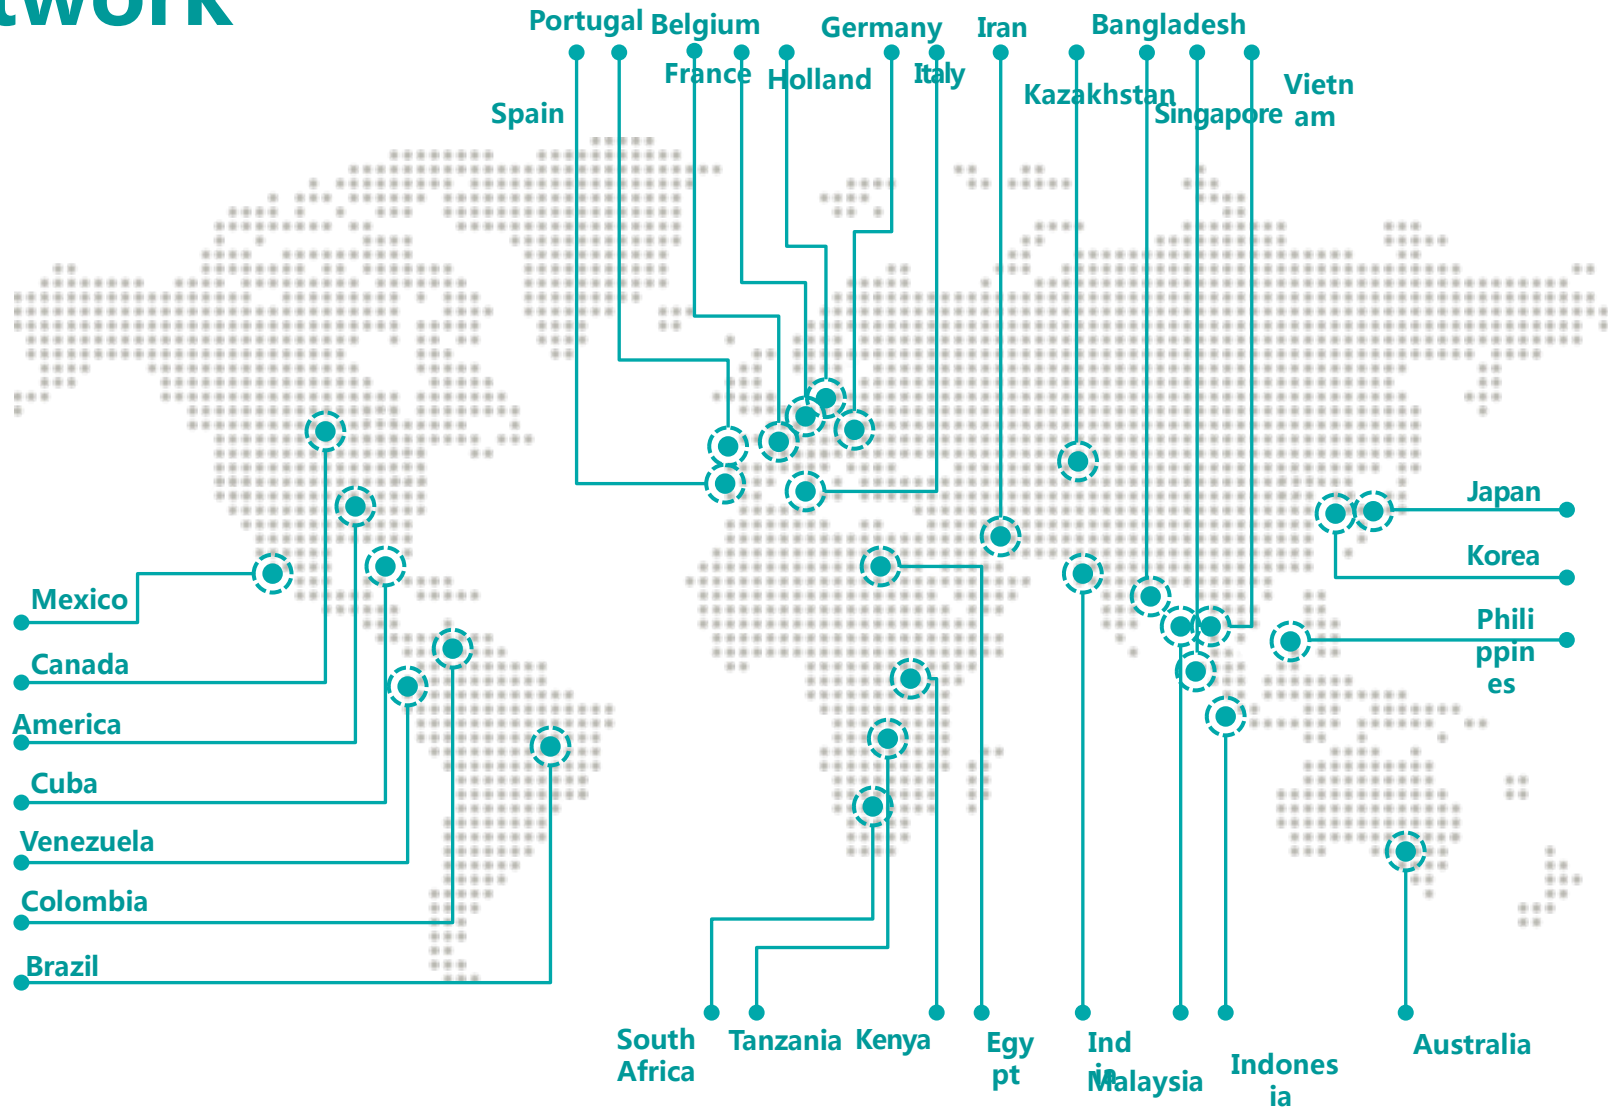 twork
Portugal
Belgium
Germany
Iran
Bangladesh
France
Holland
Italy
Kazakhstan
Vietn
am
Spain
Singapore
Japan
Korea
Phili
ppin
es
Mexico
Canada
America
Cuba
Venezuela
Colombia
Brazil
South
Africa
Tanzania
Kenya
Egy
pt
Ind
ia
Malaysia
Indones
ia
Australia